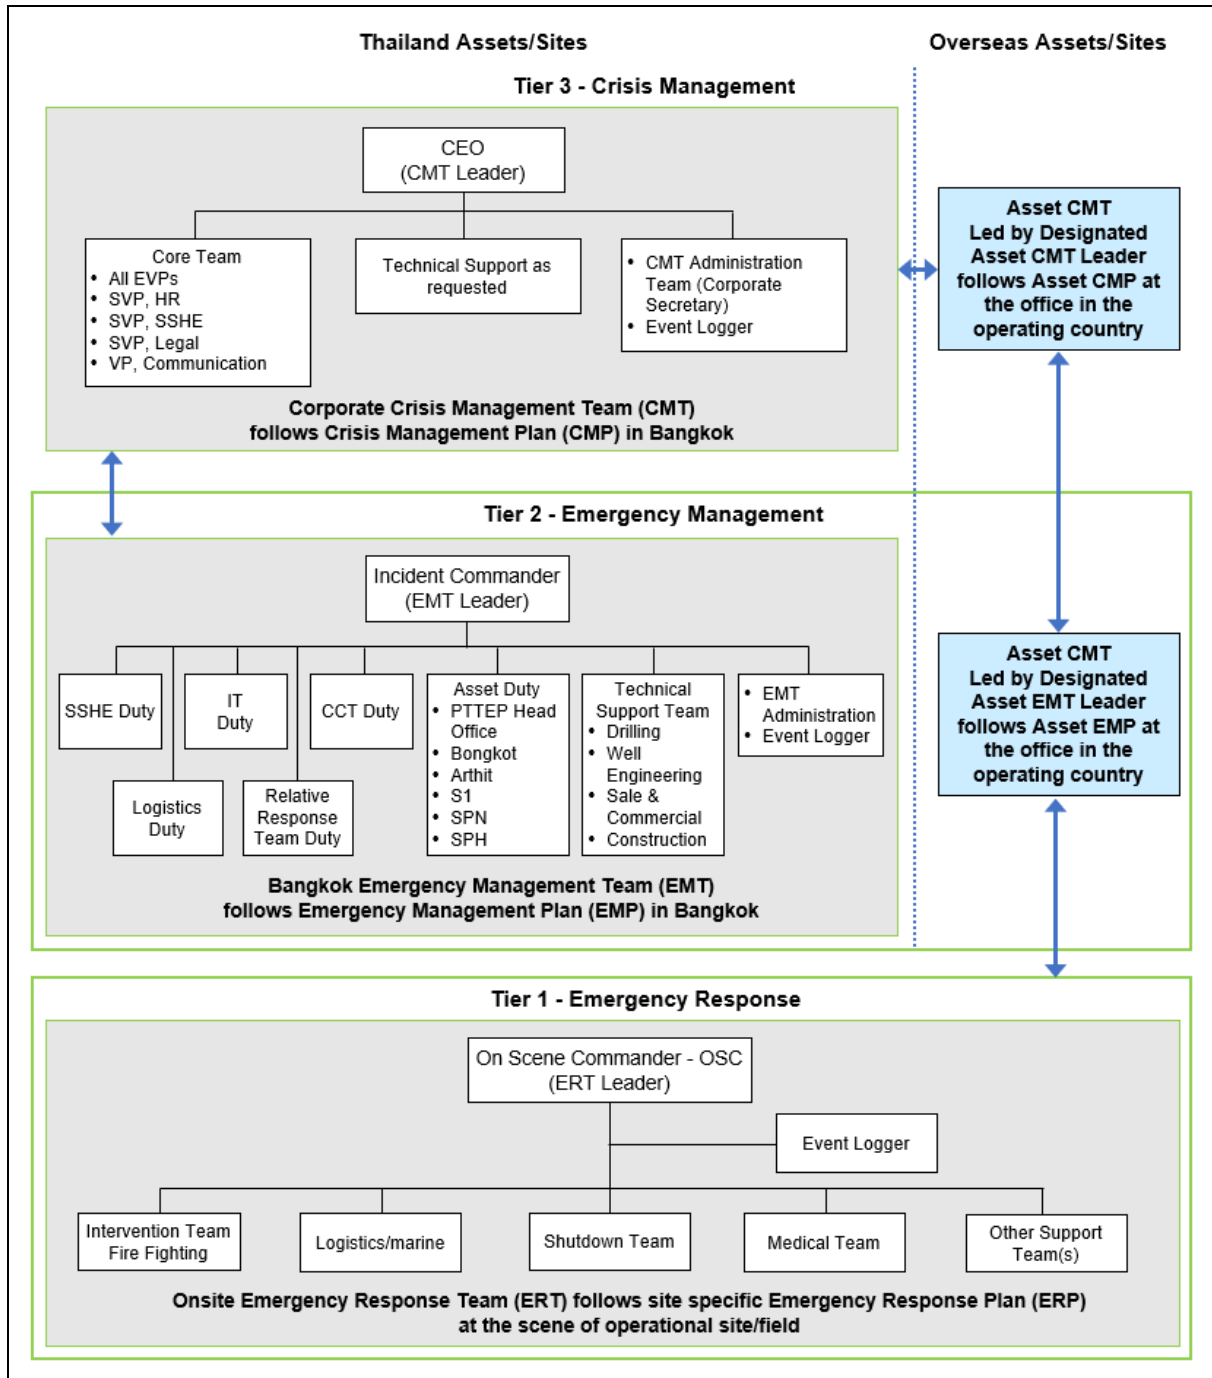 Thailand Assets/Sites
Overseas Assets/Sites
Tier 3 - Crisis Management
CEO
(CMT Leader)
Core Team
• All EVPs
• SVP, HR
• SVP, SSHE
• SVP, Legal
• VP, Communication
Technical Support as
requested
• CMT Administration
Team (Corporate
Secretary)
• Event Logger
Corporate Crisis Management Team (CMT)
follows Crisis Management Plan (CMP) in Bangkok
Asset CMT
Led by Designated
Asset CMT Leader
follows Asset CMP at
the office in the
operating country
Tier 2 - Emergency Management
Incident Commander
(EMT Leader)
SSHE Duty
Logistics
Duty
IT
Duty
Relative
Response
Team Duty
CCT Duty
Asset Duty
• PTTEP Head
Office
• Bongkot
• Arthit
• S1
• SPN
• SPH
Technical
Support Team
• Drilling
• Well
Engineering
• Sale &
Commercial
• Construction
• EMT
Administration
• Event Logger
Bangkok Emergency Management Team (EMT)
follows Emergency Management Plan (EMP) in Bangkok
Asset CMT
Led by Designated
Asset EMT Leader
follows Asset EMP at
the office in the
operating country
Tier 1 - Emergency Response
On Scene Commander - OSC
(ERT Leader)
Event Logger
Intervention Team
Fire Fighting
Logistics/marine
Shutdown Team
Medical Team
Other Support
Team(s)
Onsite Emergency Response Team (ERT) follows site specific Emergency Response Plan (ERP)
at the scene of operational site/field